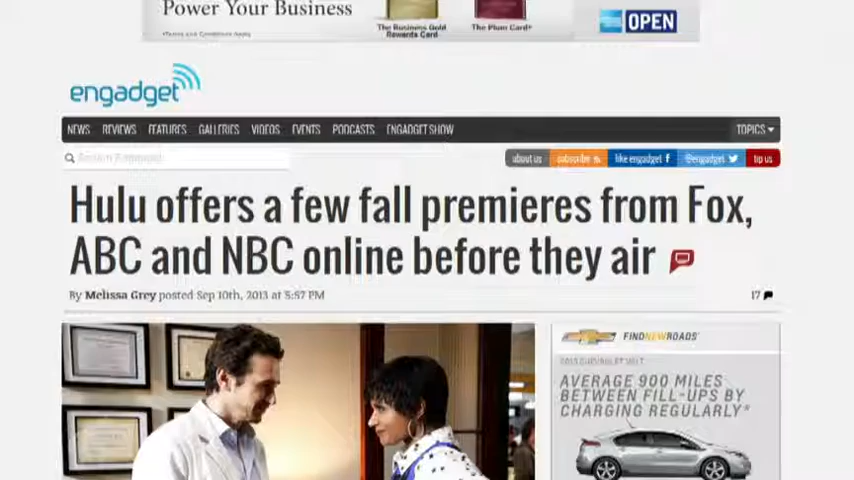 Power Your Business
The Business Gold
Rewards Card
The Plum Card®
OPEN
engadget
NEWS REVIEWS FEATURES GALLERIES VIDEOS EVENTS PODCASTS ENGADGET SHOW TOPICS
about us subscribe like engadget f @engadget tip us
Hulu offers a few fall premieres from Fox,
ABC and NBC online before they air
By Melissa Grey posted Sep 10th, 2013 at 5:57 PM 17
FIND NEW ROADS
AVERAGE 900 MILES
BETWEEN FILL-UPS BY
CHARGING REGULARLY*